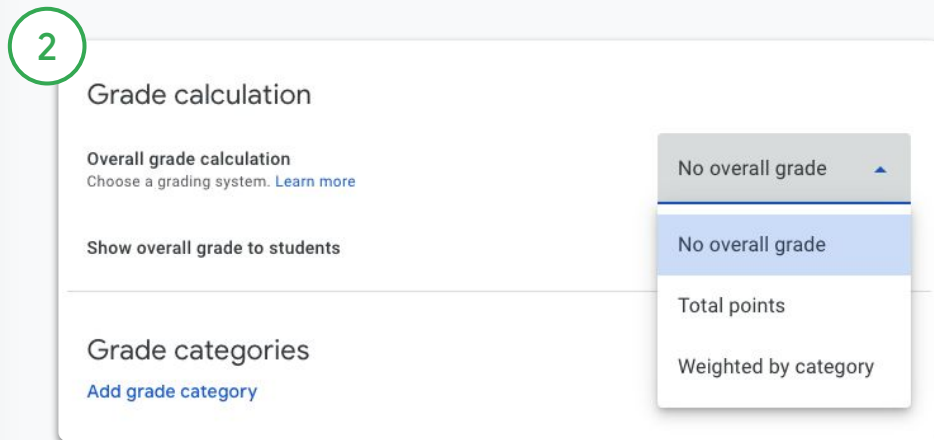 2
Grade calculation
Overall grade calculation
Choose a grading system. Learn more
No overall grade
Show overall grade to students
No overall grade
Total points
Weighted by category
Grade categories
Add grade category